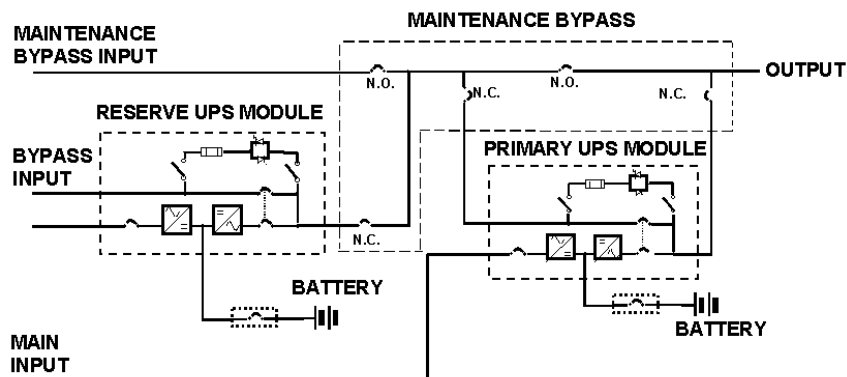 MAINTENANCE BYPASS
MAINTENANCE
BYPASS INPUT
OUTPUT
N.O.
N.C.
N.O.
N.C.
RESERVE UPS MODULE
PRIMARY UPS MODULE
BYPASS
INPUT
N.C.
BATTERY
BATTERY
MAIN
INPUT